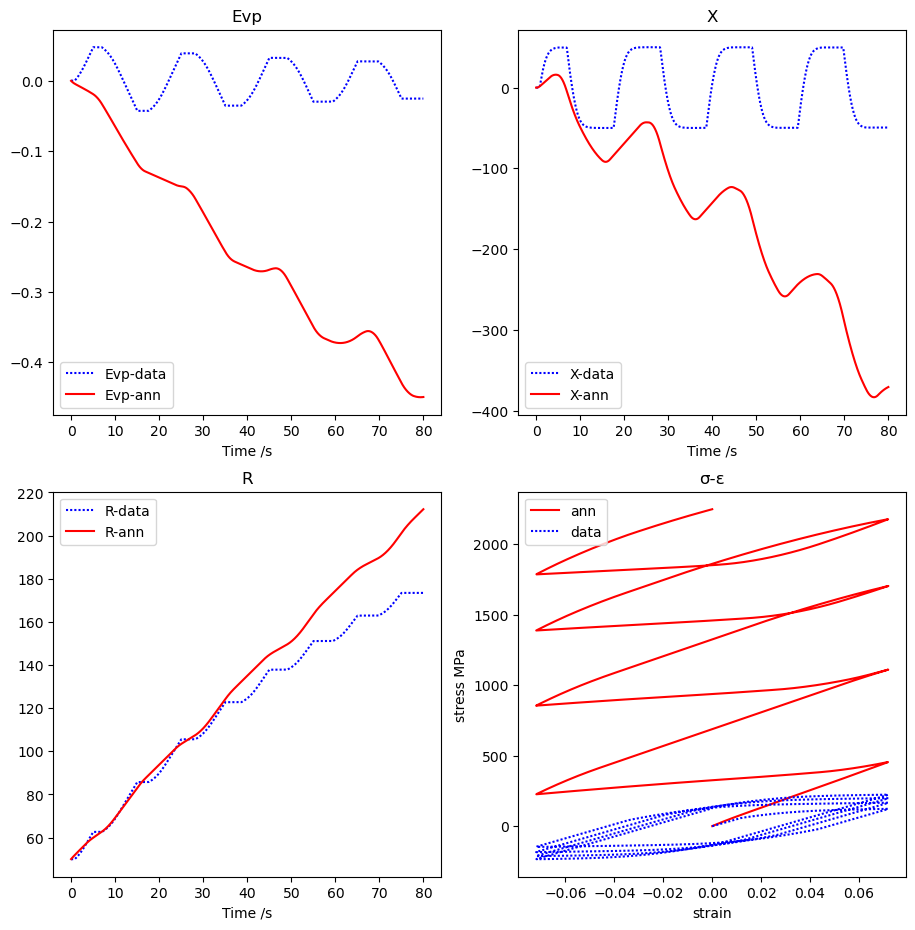 Evp
0.0
−0.1
−0.2
−0.3
−0.4
Evp-data
Evp-ann
0 10 20 30 40 50 60 70 80
Time /s
X
0
−100
−200
−300
−400
X-data
X-ann
0 10 20 30 40 50 60 70 80
Time /s
R
220
200
180
160
140
120
100
80
60
R-data
R-ann
0 10 20 30 40 50 60 70 80
Time /s
σ-ε
stress MPa
2000
1500
1000
500
0
ann
data
−0.06 −0.04 −0.02 0.00 0.02 0.04 0.06
strain